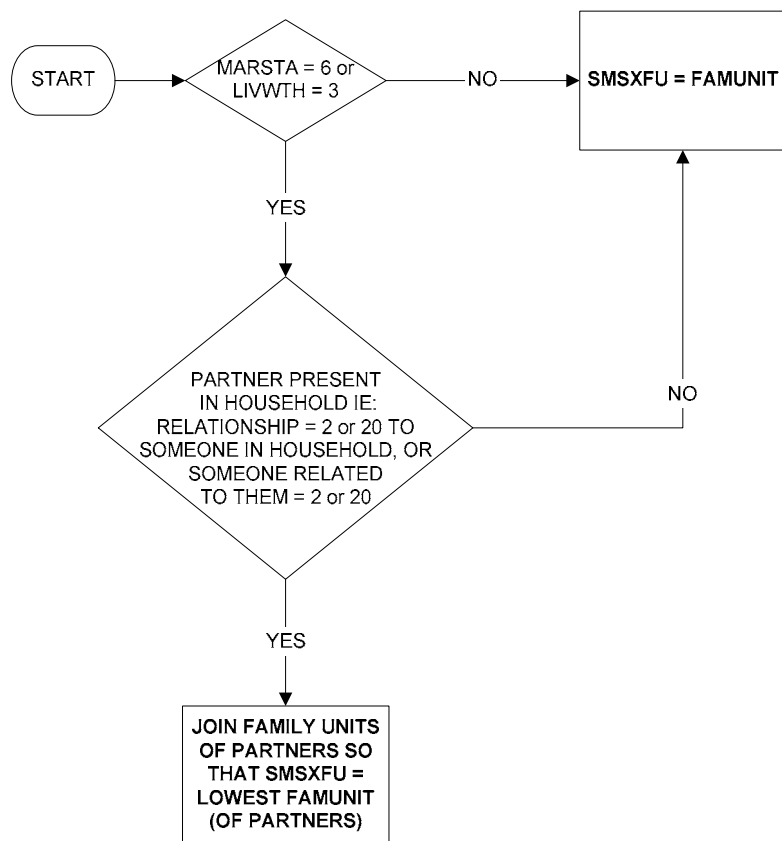 START
MARSTA = 6 or
LIVWTH = 3
NO
SMSXFU = FAMUNIT
YES
PARTNER PRESENT
IN HOUSEHOLD IE:
RELATIONSHIP = 2 or 20 TO
SOMEONE IN HOUSEHOLD, OR
SOMEONE RELATED
TO THEM = 2 or 20
NO
YES
JOIN FAMILY UNITS
OF PARTNERS SO
THAT SMSXFU =
LOWEST FAMUNIT
(OF PARTNERS)